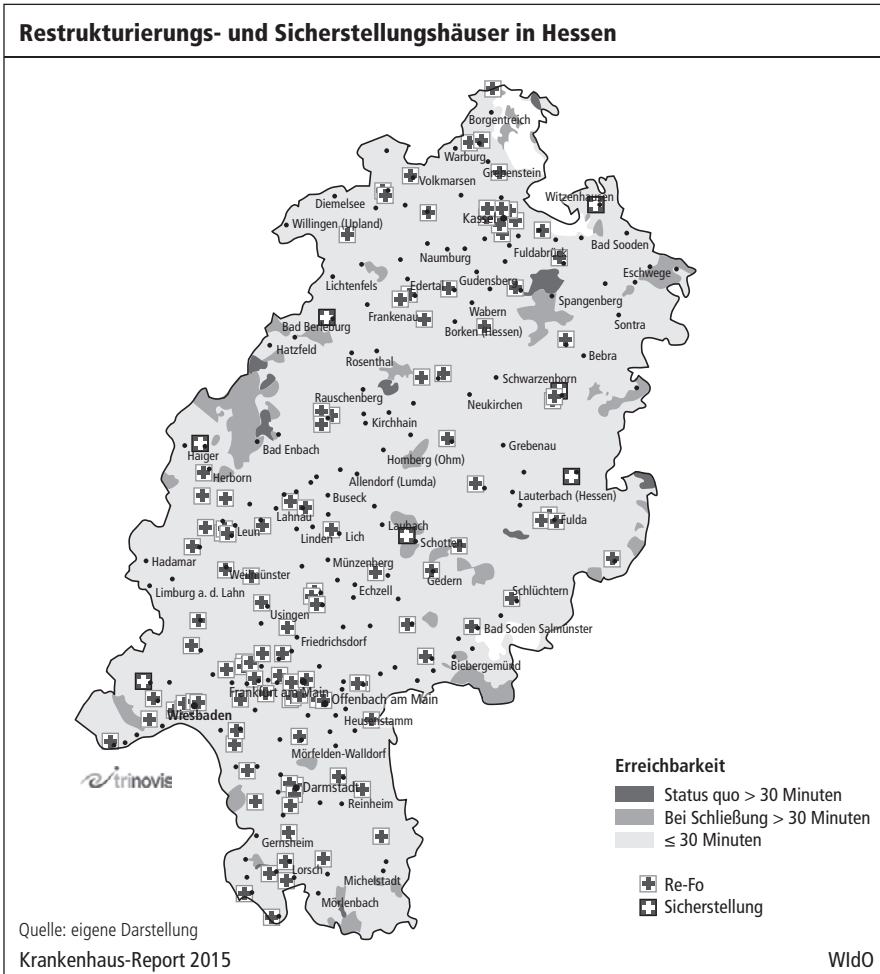 Restrukturierungs- und Sicherstellungshäuser in Hessen
Borgentreich
Warburg
Grebenstein
Volkmarsen
Witzenhausen
Diemelsee
Kassel
Willingen (Upland)
Fuldabrück
Bad Sooden
Naumburg
Eschwege
Lichtenfels
Edertal
Gudensberg
Spangenberg
Frankenau
Wabern
Sontra
Bad Berleburg
Borken (Hessen)
Hatzfeld
Bebra
Rosenthal
Schwarzenborn
Rauschenberg
Neukirchen
Kirchhain
Bad Enbach
Grebenau
Haiger
Homberg (Ohm)
Herborn
Allendorf (Lumda)
Buseck
Lauterbach (Hessen)
Lahnau
Fulda
Laubach
Leun
Linden
Lich
Schotten
Hadamar
Münzenberg
Weilmünster
Gedern
Limburg a. d. Lahn
Echzell
Schlüchtern
Usingen
Bad Soden Salmünster
Friedrichsdorf
Biebergemünd
Frankfurt am Main
Offenbach am Main
Wiesbaden
Heusenstamm
Mörfelden-Walldorf
trinovis
Darmstadt
Reinheim
Gernsheim
Lorsch
Michelstadt
Mörlenbach
Erreichbarkeit
Status quo > 30 Minuten
Bei Schließung > 30 Minuten
≤ 30 Minuten
Re-Fo
Sicherstellung
Quelle: eigene Darstellung
Krankenhaus-Report 2015
WIdO